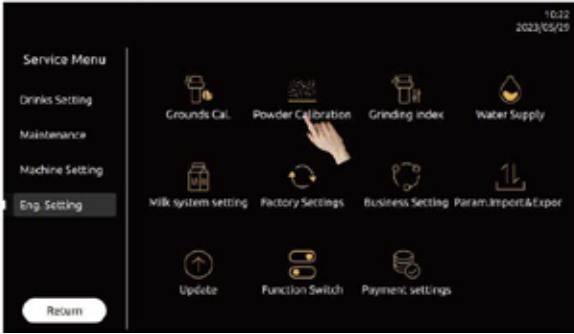 10:22
2023/05/29
Service Menu
Drinks Setting
Maintenance
Machine Setting
Eng. Setting
Return
Grounds Cal. Powder Calibration Grinding index Water Supply
Milk system setting Factory Settings Business Setting Param.Import&Expor
Update Function Switch Payment settings